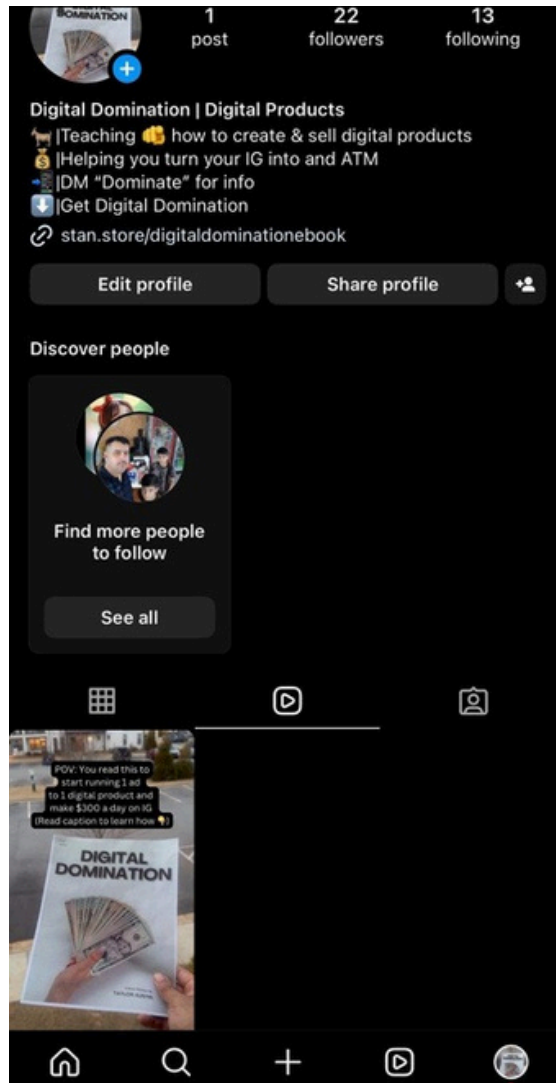 1
22
13
post
followers
following
Digital Domination | Digital Products
|Teaching 🫵 how to create & sell digital products
|Helping you turn your IG into and ATM
|DM “Dominate” for info
|Get Digital Domination
stan.store/digitaldominationebook
Edit profile
Share profile
Discover people
Find more people
to follow
See all
POV: You read this to
start running 1 ad
to 1 digital product and
make $300 a day on IG
(Read caption to learn how 👇)
DIGITAL
DOMINATION